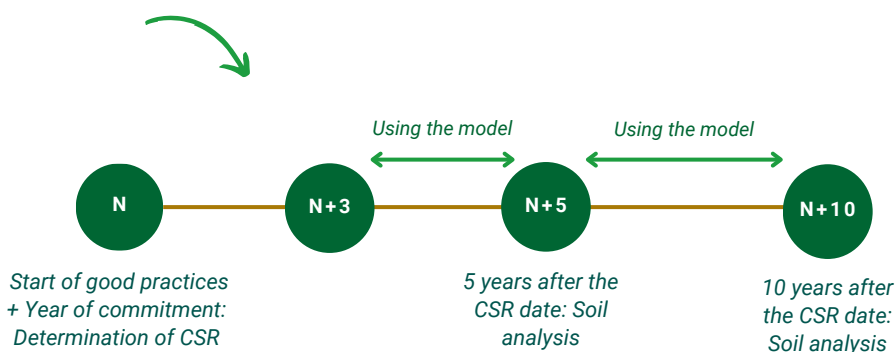 Using the model
Using the model
N
N+3
N+5
N+10
Start of good practices
+ Year of commitment:
Determination of CSR
5 years after the
CSR date: Soil
analysis
10 years after
the CSR date:
Soil analysis